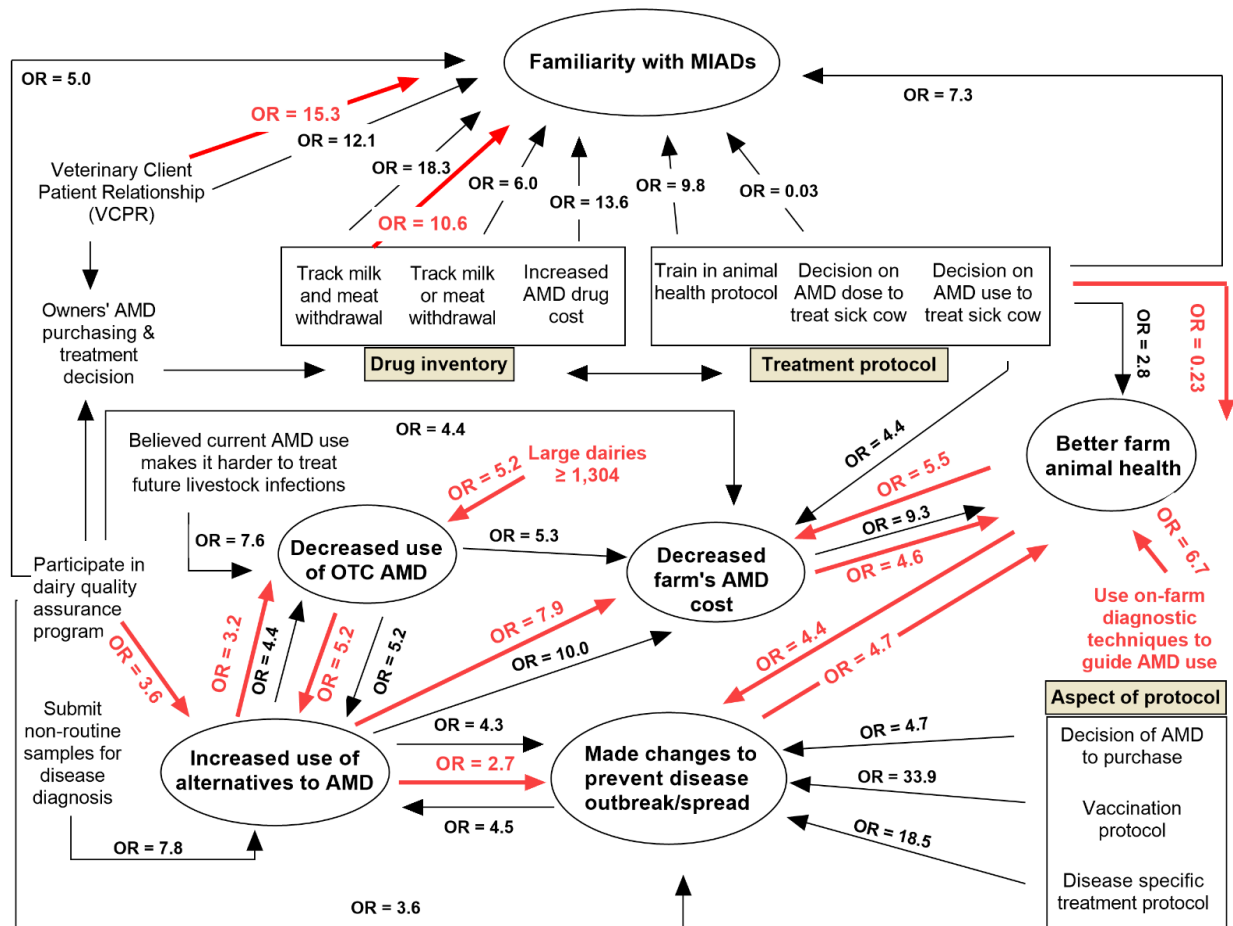 Familiarity with MIADs
OR = 5.0
OR = 15.3
OR = 12.1
OR = 7.3
Veterinary Client
Patient Relationship
(VCPR)
OR = 18.3
OR = 10.6
OR = 6.0
OR = 13.6
OR = 9.8
OR = 0.03
Track milk
and meat
withdrawal
Track milk
or meat
withdrawal
Increased
AMD drug
cost
Drug inventory
Train in animal
health protocol
Decision on
AMD dose to
treat sick cow
Decision on
AMD use to
treat sick cow
Treatment protocol
Owners' AMD
purchasing &
treatment
decision
OR = 2.8
OR = 0.23
OR = 4.4
Believed current AMD use
makes it harder to treat
future livestock infections
OR = 5.2
Large dairies
≥ 1,304
OR = 4.4
Better farm
animal health
OR = 5.5
OR = 9.3
OR = 4.6
OR = 6.7
OR = 7.6
Decreased use
of OTC AMD
OR = 5.3
Decreased
farm's AMD
cost
Participate in
dairy quality
assurance
program
OR = 3.6
OR = 3.2
OR = 4.4
OR = 5.2
OR = 5.2
OR = 7.9
OR = 10.0
OR = 4.4
OR = 4.7
Use on-farm
diagnostic
techniques to
guide AMD use
Submit
non-routine
samples for
disease
diagnosis
Increased use of
alternatives to AMD
OR = 4.3
OR = 2.7
OR = 4.5
Made changes to
prevent disease
outbreak/spread
OR = 4.7
OR = 33.9
OR = 18.5
Aspect of protocol
Decision of AMD
to purchase
Vaccination
protocol
Disease specific
treatment protocol
OR = 7.8
OR = 3.6